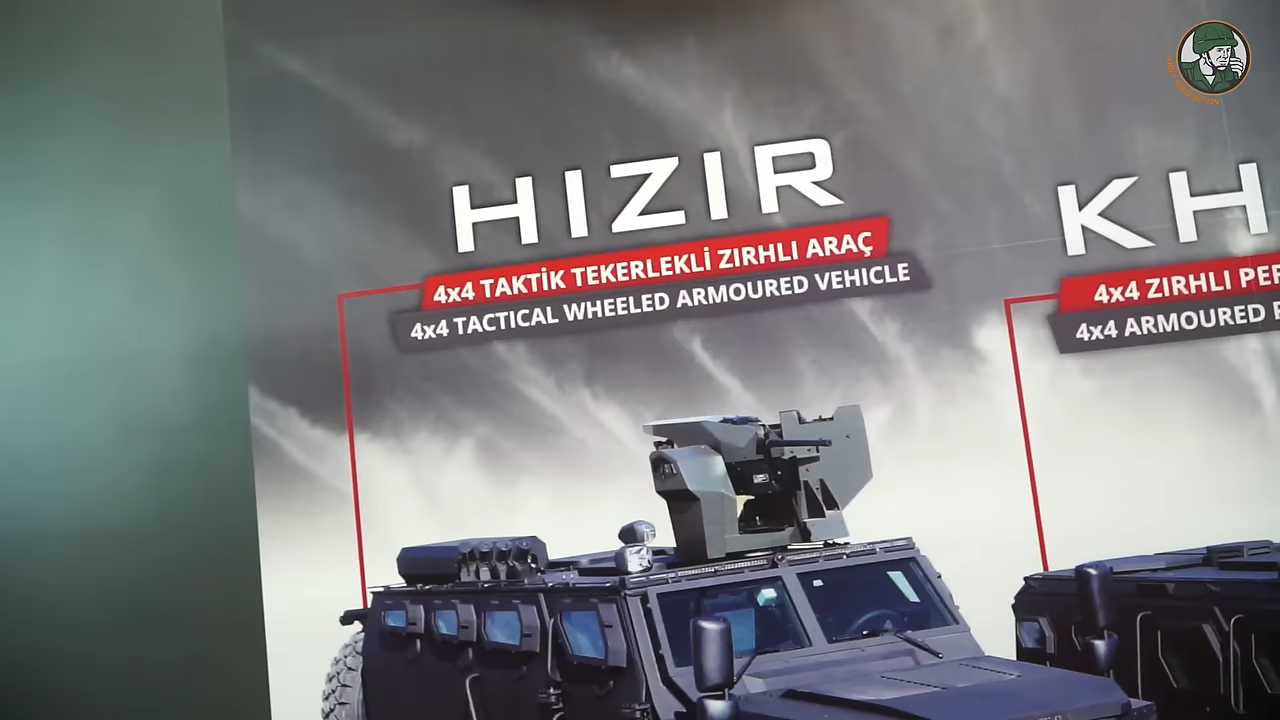 HIZIR
4x4 TAKTİK TEKERLEKLİ ZIRHLI ARAÇ
4x4 TACTICAL WHEELED ARMOURED VEHICLE
KH
4x4 ZIRHLI PER
4x4 ARMOURED